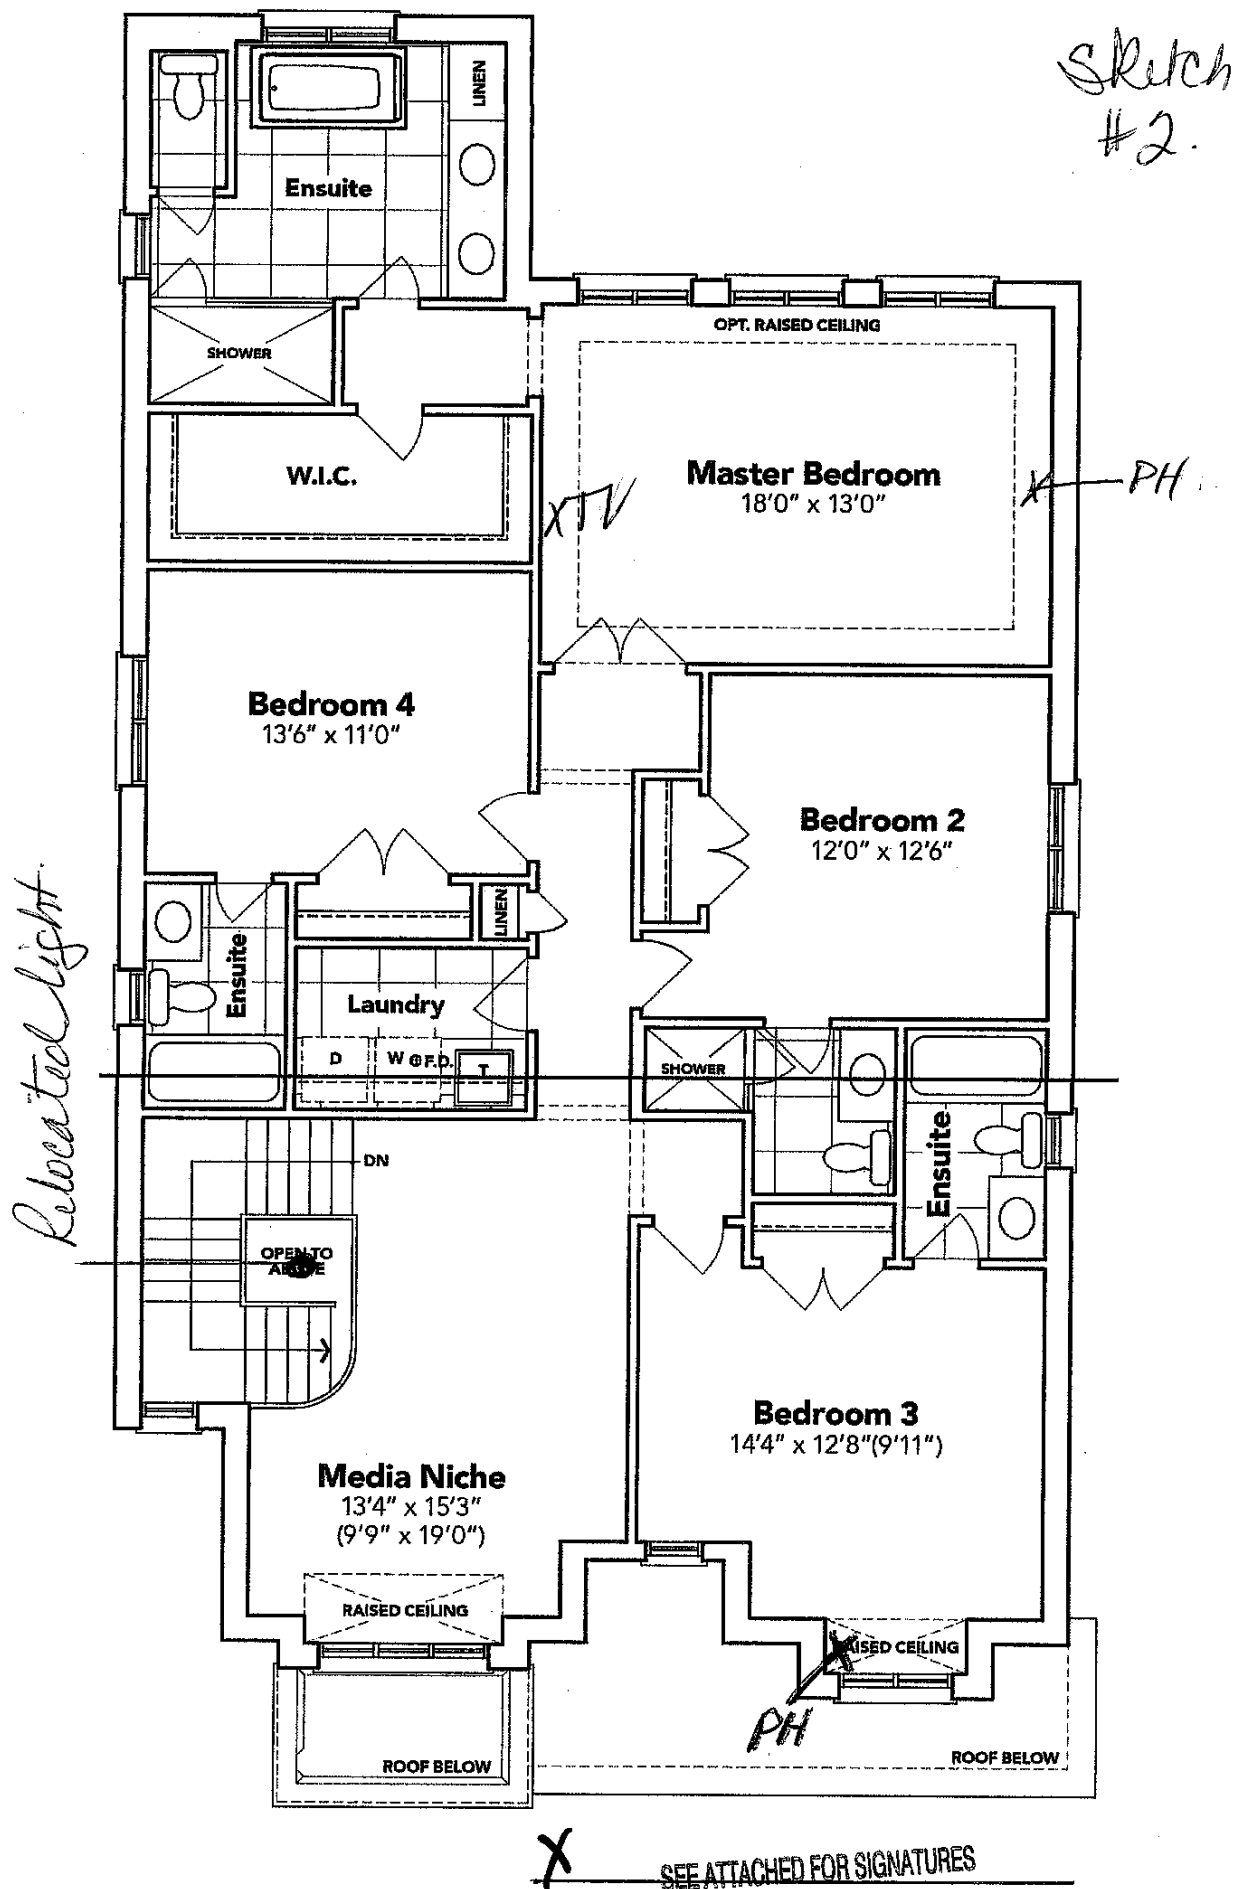 Sketch
#2.
LINEN
Ensuite
OPT. RAISED CEILING
SHOWER
W.I.C.
Master Bedroom
18'0" x 13'0"
X TV
X PH
Bedroom 4
13'6" x 11'0"
Bedroom 2
12'0" x 12'6"
LINEN
Ensuite
Laundry
D
W
F.D.
T
SHOWER
Relocated light.
Ensuite
DN
OPEN TO
Bedroom 3
14'4" x 12'8"(9'11")
Media Niche
13'4" x 15'3"
(9'9" x 19'0")
RAISED CEILING
X
AISED CEILING
PH
ROOF BELOW
ROOF BELOW
X
SEE ATTACHED FOR SIGNATURES